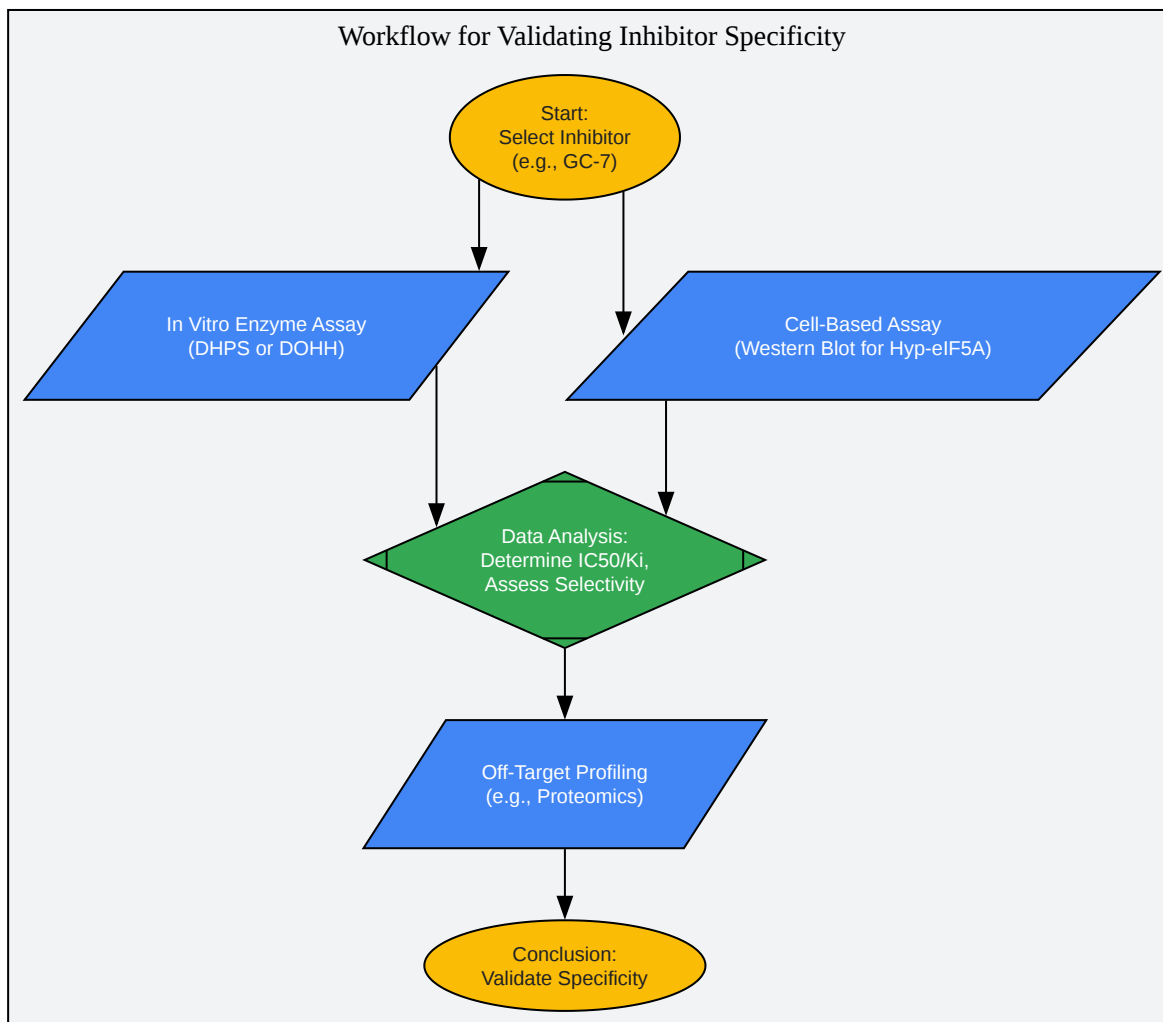 Workflow for Validating Inhibitor Specificity
Start:
Select Inhibitor
(e.g., GC-7)
In Vitro Enzyme Assay
(DHPS or DOHH)
Cell-Based Assay
(Western Blot for Hyp-eIF5A)
Data Analysis:
Determine IC50/Ki,
Assess Selectivity
Off-Target Profiling
(e.g., Proteomics)
Conclusion:
Validate Specificity